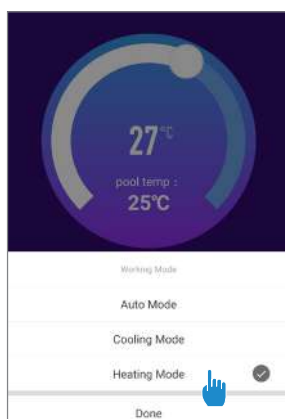 27°C
pool temp :
25°C
Working Mode
Auto Mode
Cooling Mode
Heating Mode
Done